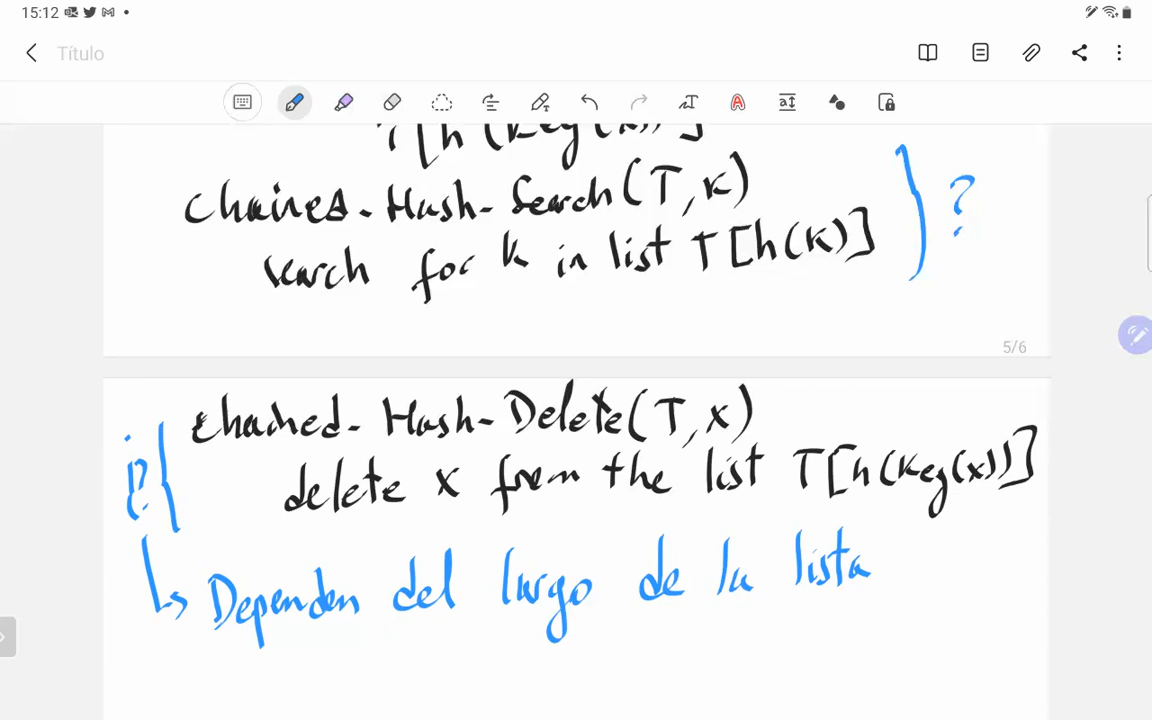 15:12
Título
T[h(Key(x))]
Chained-Hash-Search(T,k)
search for k in list T[h(k)]
} ?
5/6
Chained-Hash-Delete(T,x)
¿?{ delete x from the list T[h(Key(x))]
↳ Dependen del largo de la lista